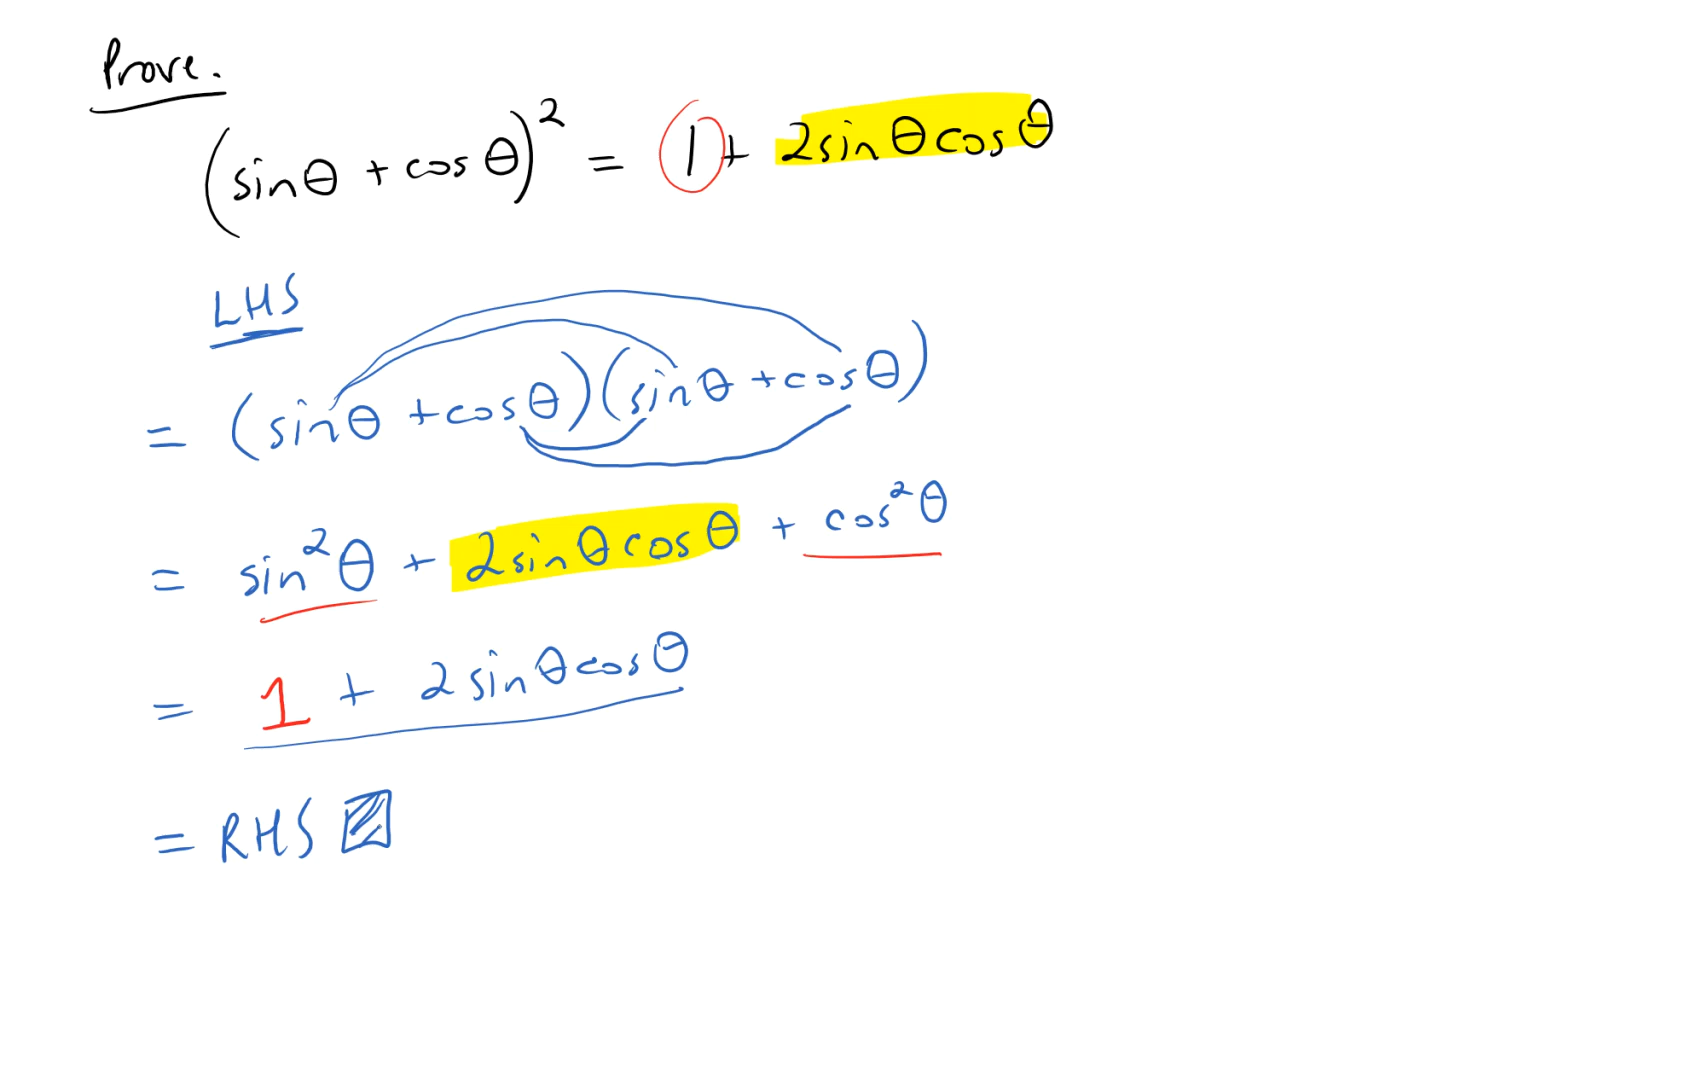 Prove.
(sinθ + cosθ)² = 1 + 2sinθcosθ
LHS
= (sinθ + cosθ)(sinθ + cosθ)
= sin²θ + 2sinθcosθ + cos²θ
= 1 + 2sinθcosθ
= RHS